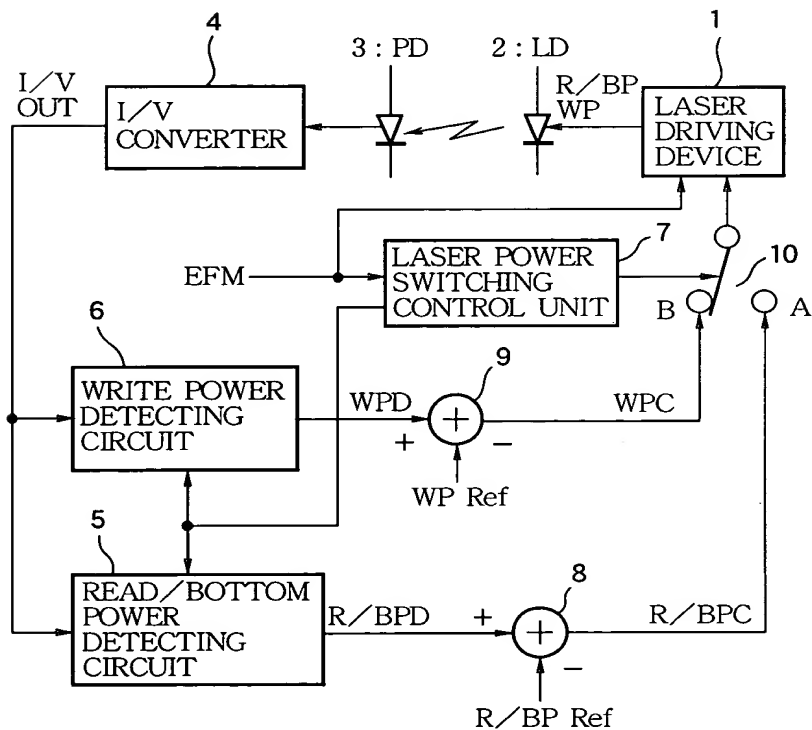 4
3 : PD
2 : LD
1
I/V
OUT
I/V
CONVERTER
R/BP
WP
LASER
DRIVING
DEVICE
7
EFM
LASER POWER
SWITCHING
CONTROL UNIT
10
B
A
6
WRITE POWER
DETECTING
CIRCUIT
WPD
9
+
+
−
WPC
WP Ref
5
READ/BOTTOM
POWER
DETECTING
CIRCUIT
R/BPD
8
+
+
−
R/BPC
R/BP Ref